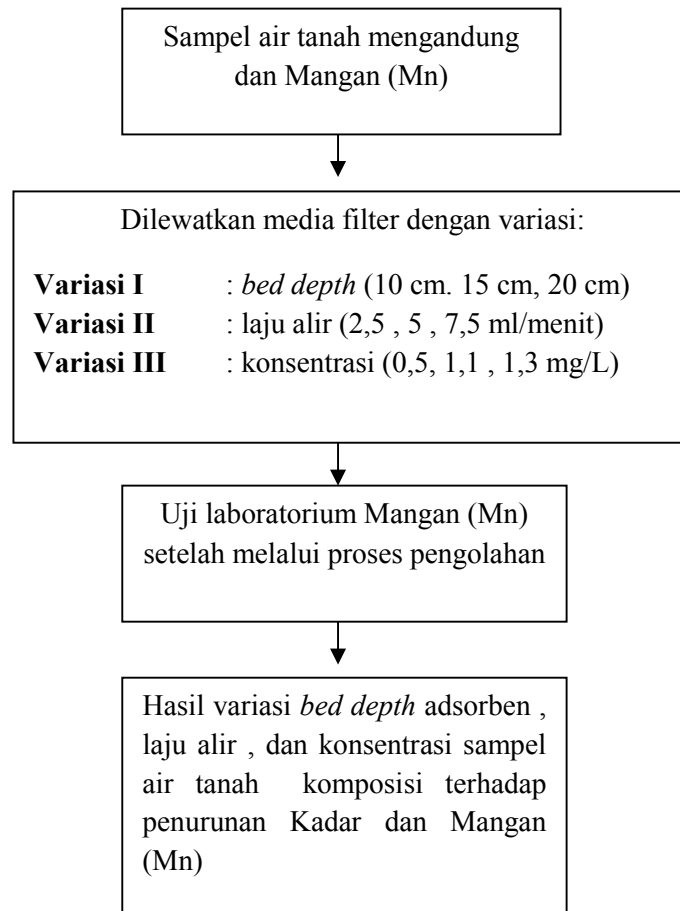 Sampel air tanah mengandung
dan Mangan (Mn)
Dilewatkan media filter dengan variasi:
Variasi I : bed depth (10 cm. 15 cm, 20 cm)
Variasi II : laju alir (2,5 , 5 , 7,5 ml/menit)
Variasi III : konsentrasi (0,5, 1,1 , 1,3 mg/L)
Uji laboratorium Mangan (Mn)
setelah melalui proses pengolahan
Hasil variasi bed depth adsorben ,
laju alir , dan konsentrasi sampel
air tanah komposisi terhadap
penurunan Kadar dan Mangan
(Mn)